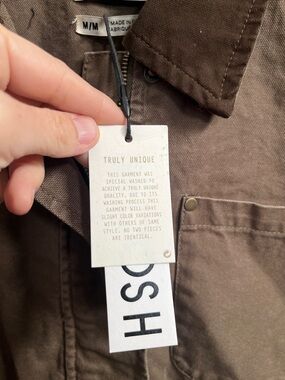 M/M
MADE IN
FABRIQUÉ
TRULY UNIQUE
THIS GARMENT WAS
SPECIAL WASHED TO
ACHIEVE A TRULY UNIQUE
QUALITY. DUE TO ITS
WASHING PROCESS THIS
GARMENT WILL HAVE
SLIGHT COLOR VARIATIONS
WITH OTHERS OF SAME
STYLE. NO TWO PIECES
ARE IDENTICAL.
OSH